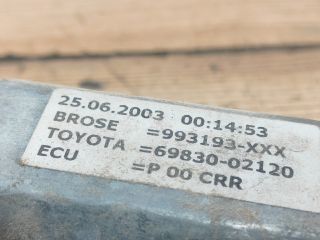 25.06.2003 00:14:53
BROSE =993193-XXX
TOYOTA =69830-02120
ECU =P 00 CRR